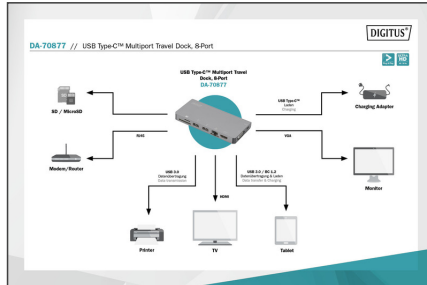 DIGITUS®
DA-70877 // USB Type-C™ Multiport Travel Dock, 8-Port
HD
USB Type-C™ Multiport Travel
Dock, 8-Port
DA-70877
SD / MicroSD
USB Type-C™
Laden
Charging
Charging Adapter
RJ45
VGA
Modem/Router
Monitor
USB 3.0
Datenübertragung
Data transmission
HDMI
USB 3.0 / BC 1.2
Datenübertragung & Laden
Data Transfer & Charging
Printer
TV
Tablet